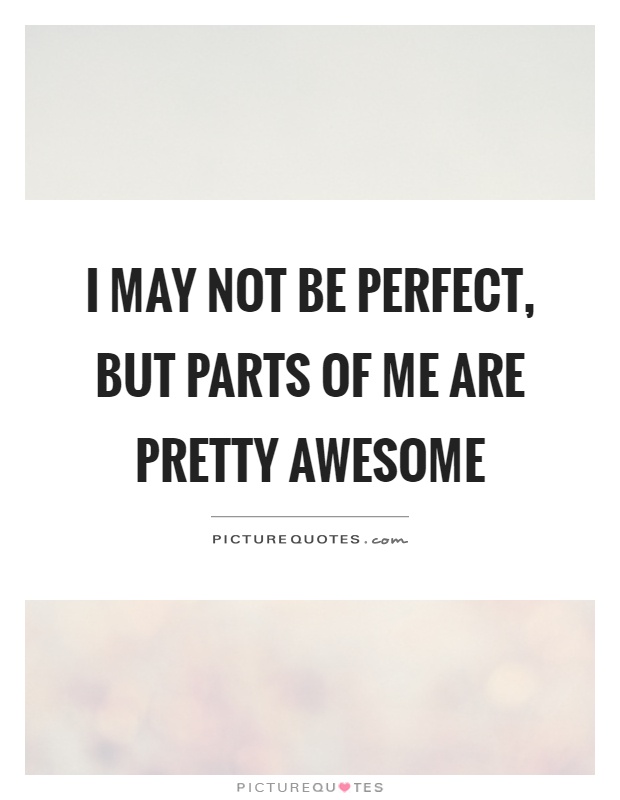 I MAY NOT BE PERFECT,
BUT PARTS OF ME ARE
PRETTY AWESOME
PICTUREQUOTES.com
PICTUREQUOTES